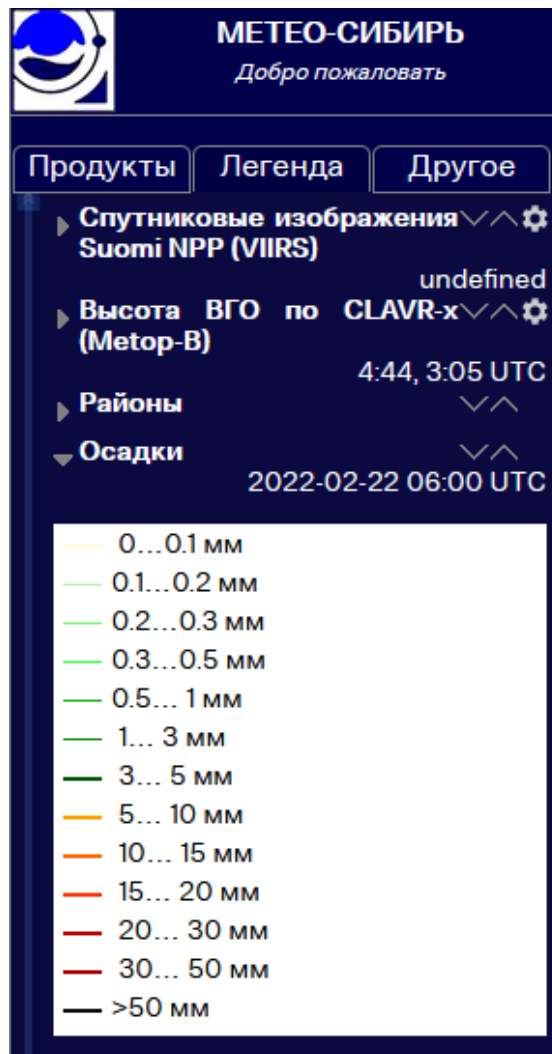 МЕТЕО-СИБИРЬ
Добро пожаловать
Продукты Легенда Другое
Спутниковые изображения
Suomi NPP (VIIRS)
undefined
Высота ВГО по CLAVR-x
(Metop-B)
4:44, 3:05 UTC
Районы
Осадки
2022-02-22 06:00 UTC
0...0.1 мм
0.1...0.2 мм
0.2...0.3 мм
0.3...0.5 мм
0.5... 1 мм
1... 3 мм
3... 5 мм
5... 10 мм
10... 15 мм
15... 20 мм
20... 30 мм
30... 50 мм
>50 мм